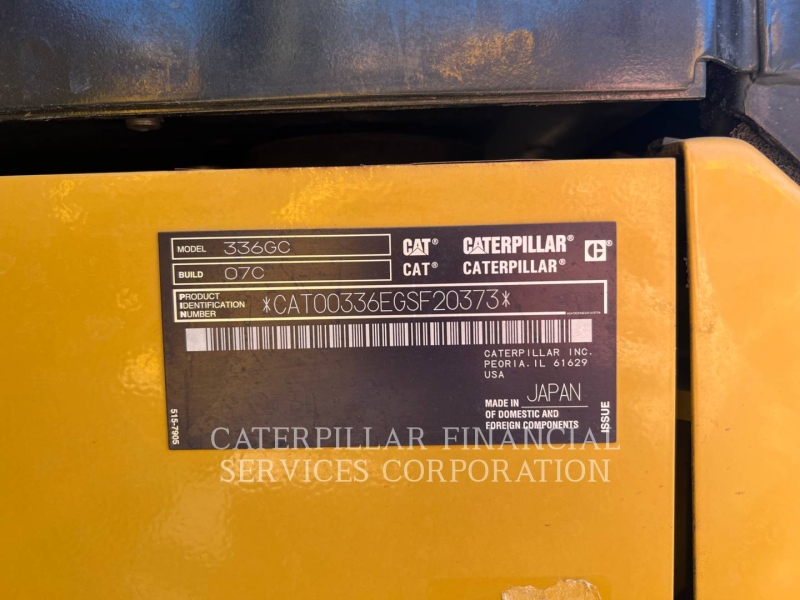 MODEL 336GC CAT® CATERPILLAR® C®
BUILD 07C CAT® CATERPILLAR®
PRODUCT
IDENTIFICATION
NUMBER
*CAT00336EGSF20373*
CATERPILLAR INC.
PEORIA, IL 61629
USA
MADE IN JAPAN
OF DOMESTIC AND
FOREIGN COMPONENTS
515-7905
ISSUE
CATERPILLAR FINANCIAL
SERVICES CORPORATION